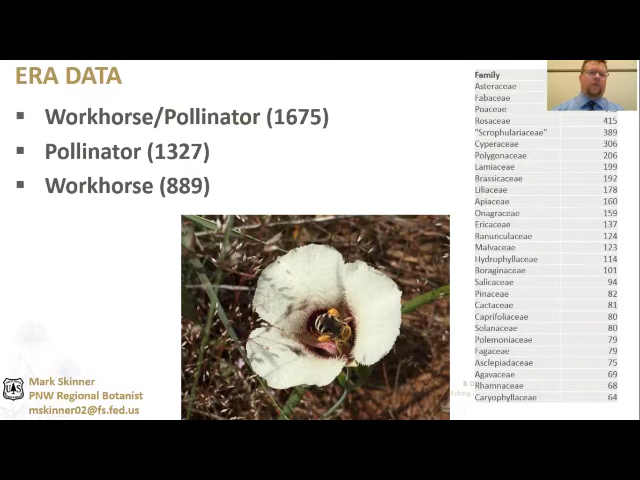 ERA DATA
Workhorse/Pollinator (1675)
Pollinator (1327)
Workhorse (889)
Mark Skinner
PNW Regional Botanist
mskinner02@fs.fed.us
Family
Asteraceae
Fabaceae
Poaceae
Rosaceae 415
"Scrophulariaceae" 389
Cyperaceae 306
Polygonaceae 206
Lamiaceae 199
Brassicaceae 192
Liliaceae 178
Apiaceae 160
Onagraceae 159
Ericaceae 137
Ranunculaceae 124
Malvaceae 123
Hydrophyllaceae 114
Boraginaceae 101
Salicaceae 94
Pinaceae 82
Cactaceae 81
Caprifoliaceae 80
Solanaceae 80
Polemoniaceae 79
Fagaceae 79
Asclepiadaceae 75
Agavaceae 69
Rhamnaceae 68
Caryophyllaceae 64